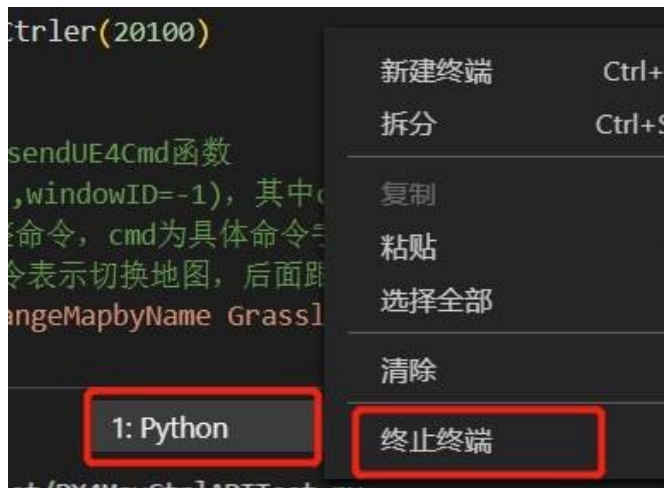 Ctrler(20100)
新建终端 Ctrl+
拆分 Ctrl+S
sendUE4Cmd函数
,windowID=-1), 其中
复制
命令, cmd为具体命令
粘贴
令表示切换地图, 后面跟
选择全部
angeMapbyName Grassl
清除
1: Python
终止终端